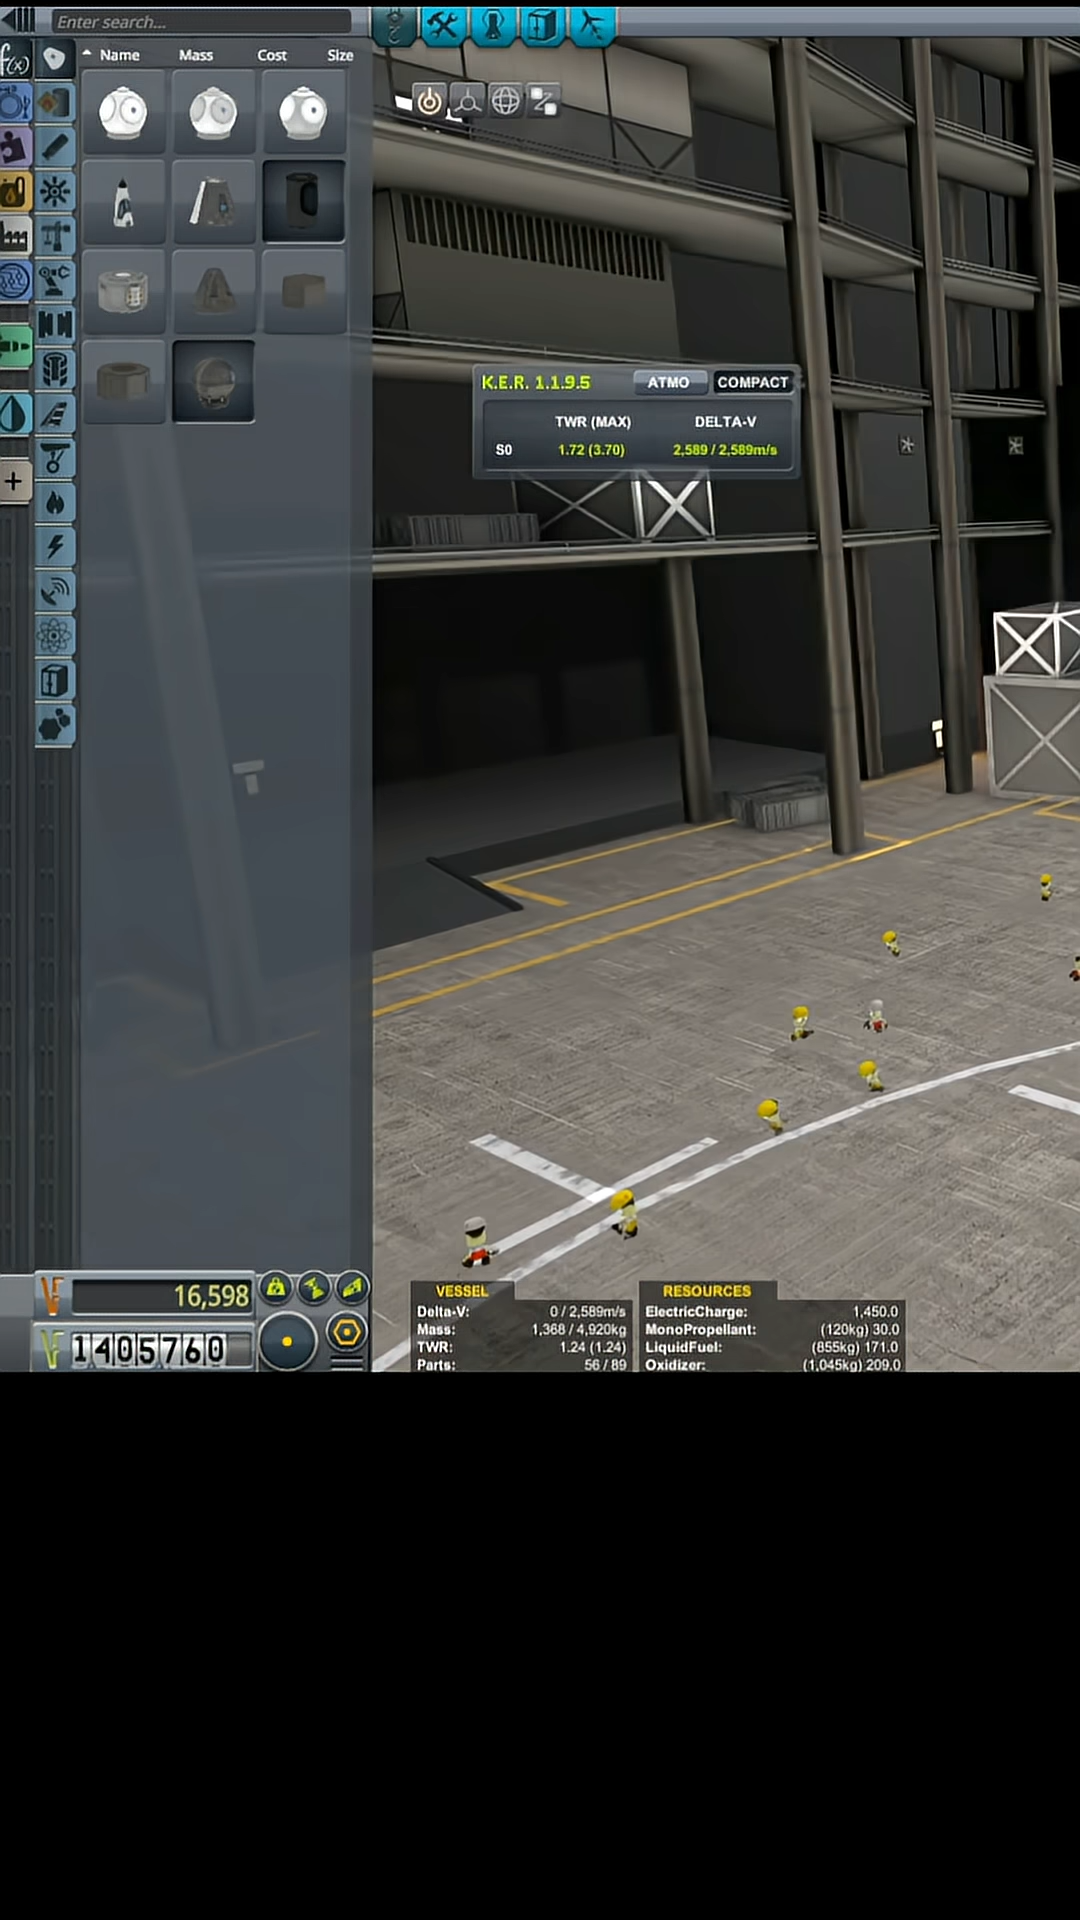 Enter search...
Name Mass Cost Size
f(x)
K.E.R. 1.1.9.5 ATMO COMPACT
TWR (MAX) DELTA-V
S0 1.72 (3.70) 2,589 / 2,589m/s
+
16,598
1405760
VESSEL
Delta-V: 0 / 2,589m/s
Mass: 1,368 / 4,920kg
TWR: 1.24 (1.24)
Parts: 56 / 89
RESOURCES
ElectricCharge: 1,450.0
MonoPropellant: (120kg) 30.0
LiquidFuel: (855kg) 171.0
Oxidizer: (1,045kg) 209.0